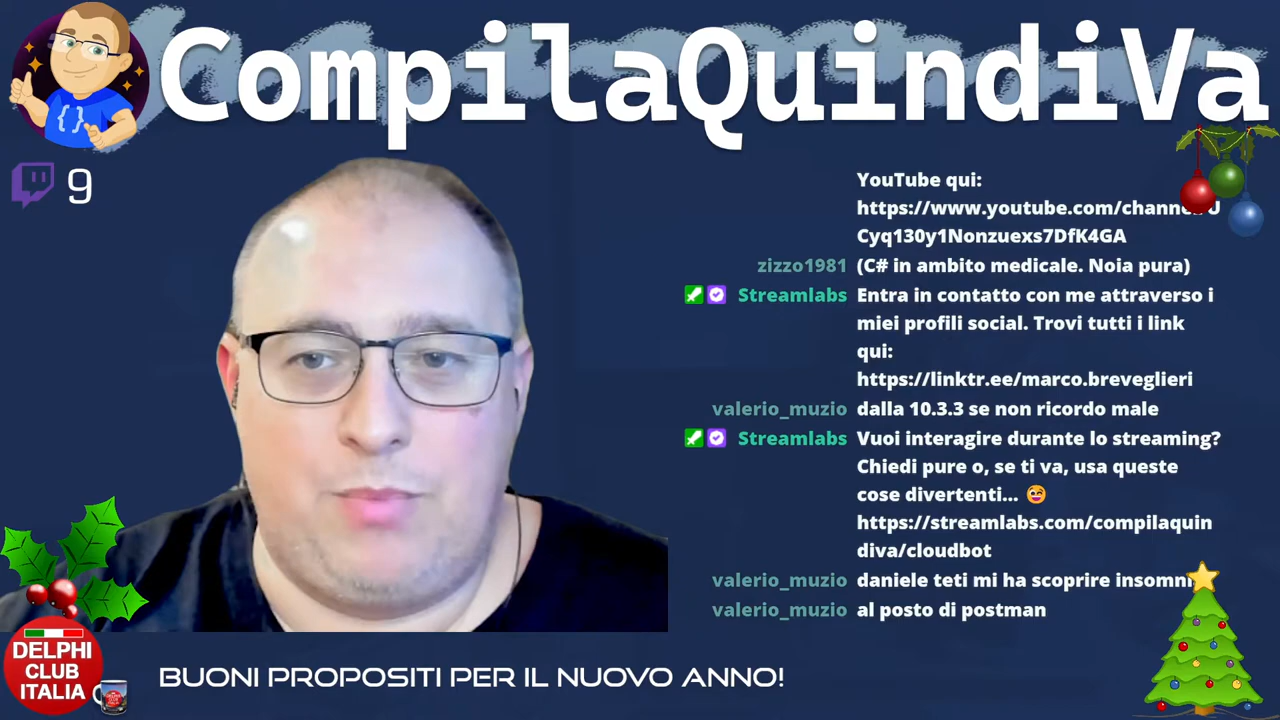 CompilaQuindiVa
{ }
9
YouTube qui:
https://www.youtube.com/channel/U
Cyq130y1Nonzuexs7DfK4GA
zizzo1981 (C# in ambito medicale. Noia pura)
Streamlabs Entra in contatto con me attraverso i
miei profili social. Trovi tutti i link
qui:
https://linktr.ee/marco.breveglieri
valerio_muzio dalla 10.3.3 se non ricordo male
Streamlabs Vuoi interagire durante lo streaming?
Chiedi pure o, se ti va, usa queste
cose divertenti... 😄
https://streamlabs.com/compilaquin
diva/cloudbot
valerio_muzio daniele teti mi ha scoprire
valerio_muzio al posto di postman
DELPHI
CLUB
ITALIA
BUONI PROPOSITI PER IL NUOVO ANNO!